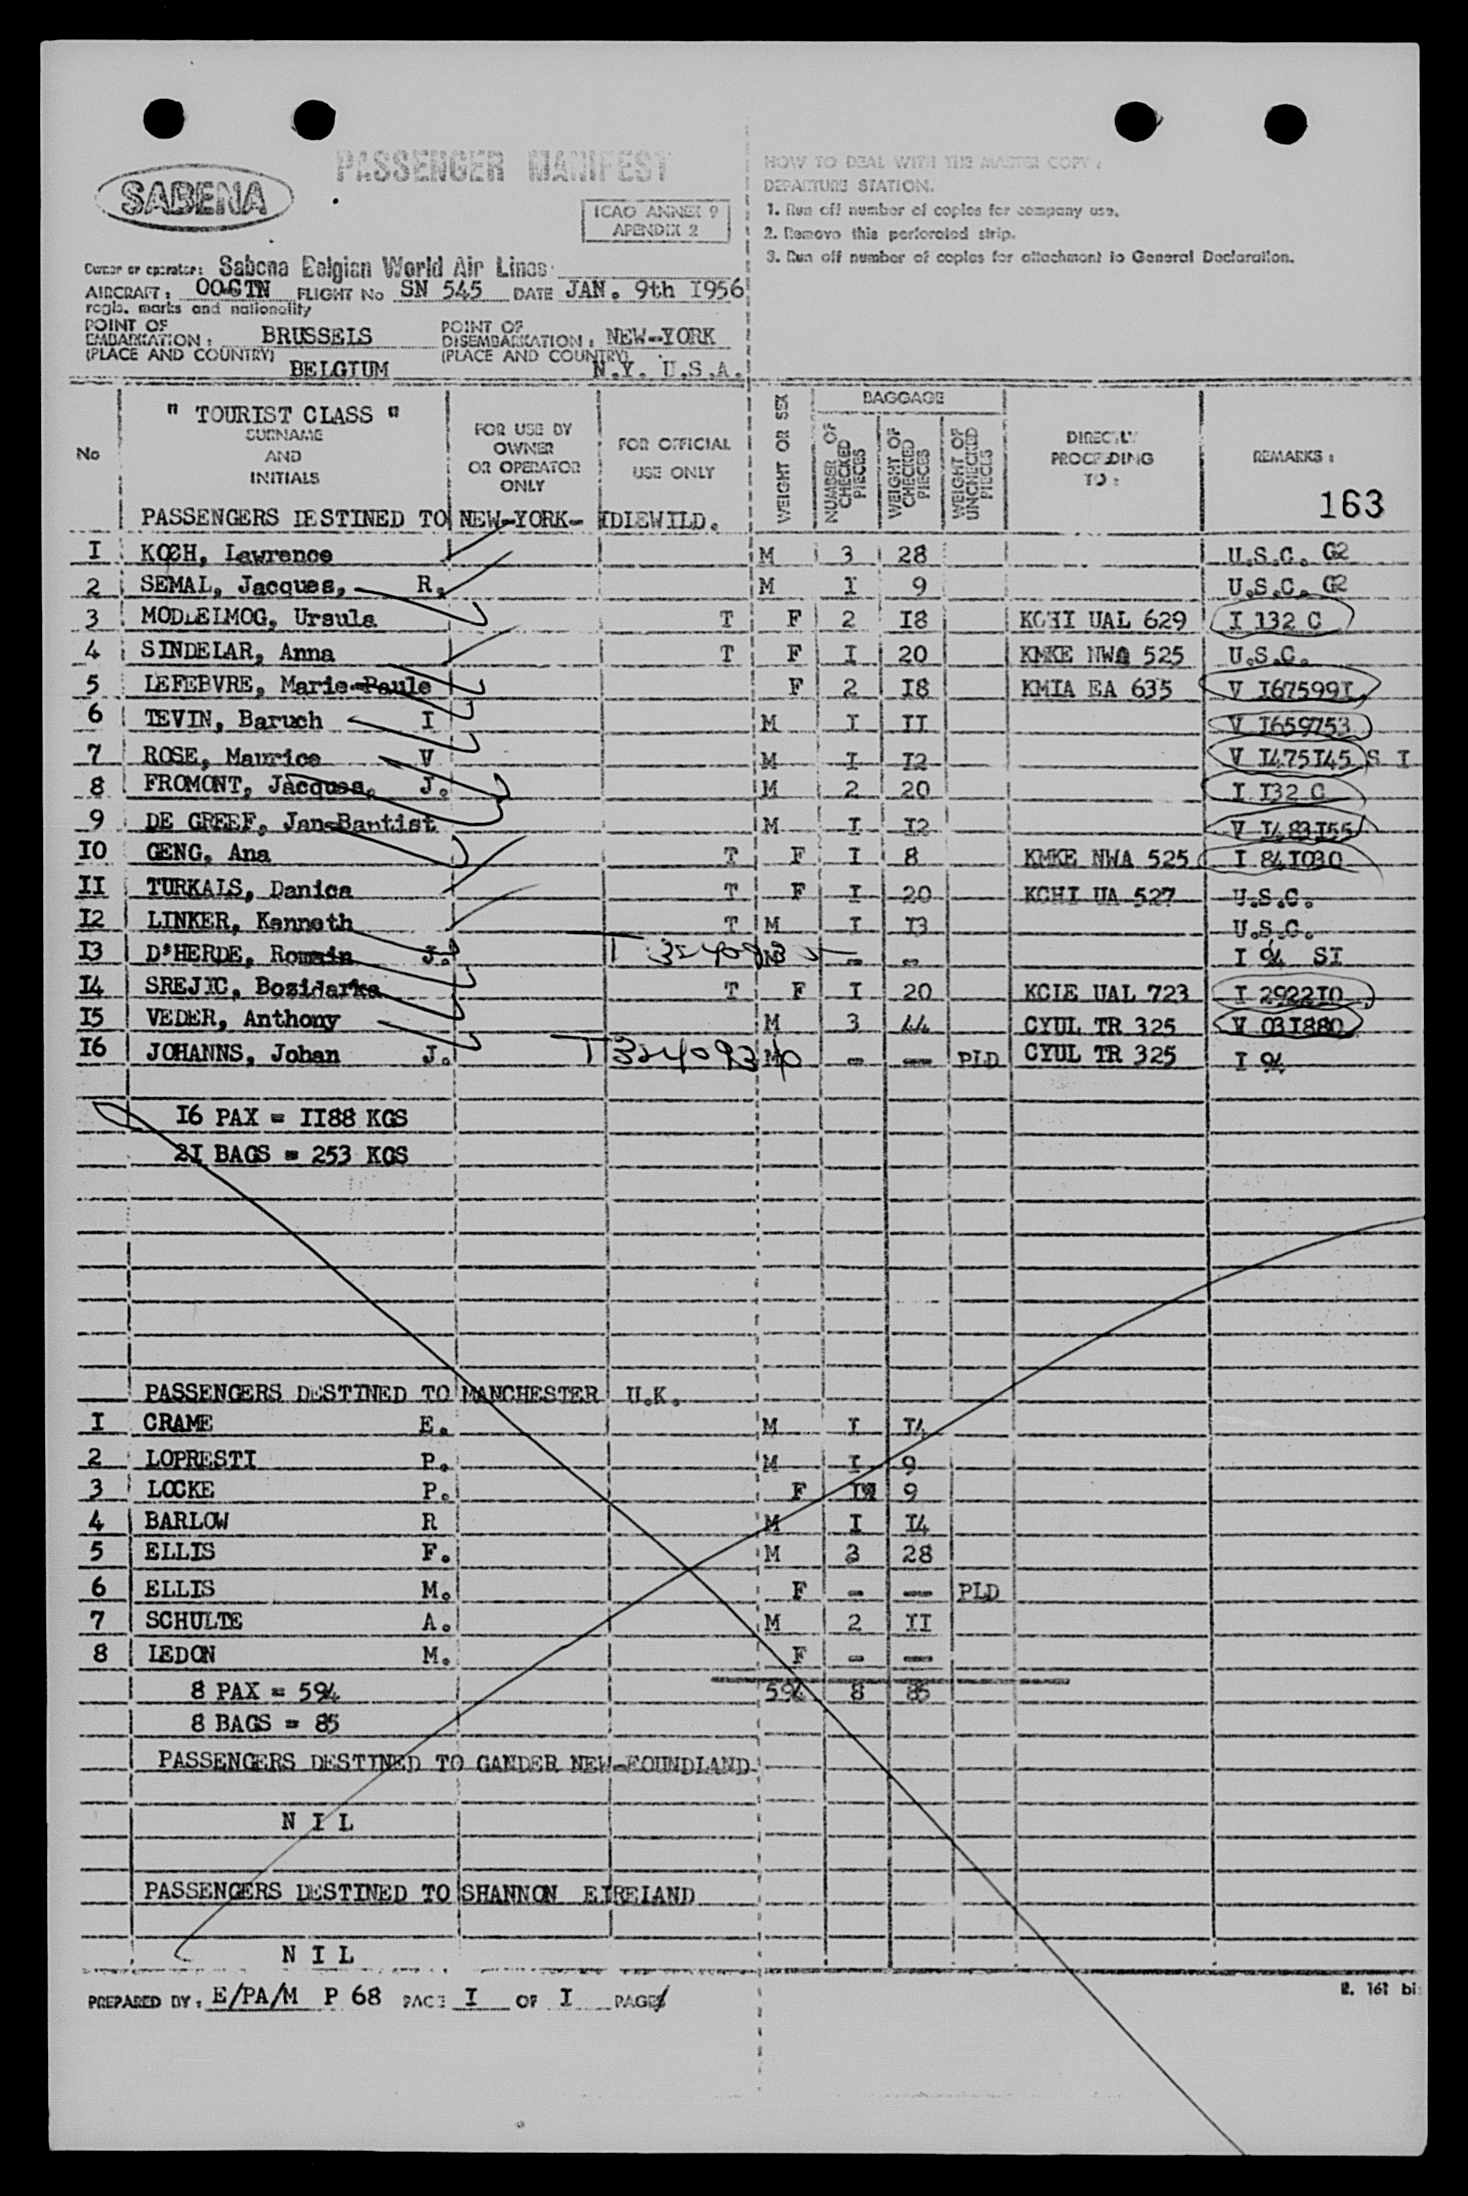 PASSENGER MANIFEST
SABENA
ICAO ANNEX 9
APENDIX 2
HOW TO DEAL WITH THE MASTER COPY :
DEPARTURE STATION.
1. Run off number of copies for company use.
2. Remove this perforated strip.
3. Run off number of copies for attachment to General Declaration.
Owner or operator: Sabena Belgian World Air Lines
AIRCRAFT : FLIGHT No SN 545 DATE JAN. 9th I956
regis. marks and nationality
POINT OF EMBARKATION : BRUSSELS POINT OF DISEMBARKATION : NEW-YORK
(PLACE AND COUNTRY) BELGIUM (PLACE AND COUNTRY) N.Y. U.S.A.
No " TOURIST CLASS " SURNAME AND INITIALS FOR USE BY OWNER OR OPERATOR ONLY FOR OFFICIAL USE ONLY WEIGHT OR SEX BAGGAGE NUMBER OF CHECKED PIECES WEIGHT OF CHECKED PIECES WEIGHT OF UNCHECKED PIECES DIRECTLY PROCEEDING TO : REMARKS :
163
PASSENGERS DESTINED TO NEW-YORK- IDLEWILD.
I KOCH, Lawrence M 3 28 U.S.C. G2
2 SEMAL, Jacques, R. M I 9 U.S.C. G2
3 Ursula T F 2 I8 KCHI UAL 629 I I32 C
4 SINDELAR, Anna T F I 20 KMKE NWA 525 U.S.C.
5 LEFEBVRE, Marie-Paule F 2 I8 KMIA EA 635 V I67599I
6 TEVIN, Baruch I M I II V I659753
7 ROSE, Maurice V M I I2 V I475I45 S I
8 FROMONT, Jacques, J. M 2 20 I I32 C
9 DE GREEF, Jan-Baptist M I I2 V I483I55
IO GENG, Ana T F I 8 KMKE NWA 525 I 84I030
II TURKALS, Danica T F I 20 KCHI UA 527 U.S.C.
I2 LINKER, Kenneth T M I I3 U.S.C.
I3 D'HERDE, Romain J. M - - I 94 SI
I4 SREJIC, Bozidarka T F I 20 KCLE UAL 723 I 2922IO
I5 VEDER, Anthony M 3 44 CYUL TR 325 V 03I880
I6 JOHANNS, Johan J. M - - PLD CYUL TR 325 I 94
I6 PAX = II88 KGS
2I BAGS = 253 KGS
PASSENGERS DESTINED TO MANCHESTER U.K.
I CRAME E. M I I4
2 LOPRESTI P. M I 9
3 LOCKE P. F I 9
4 BARLOW R M I I4
5 ELLIS F. M 3 28
6 ELLIS M. F - - PLD
7 SCHULTE A. M 2 II
8 LEDON M. F - -
8 PAX = 594 594 8 85
8 BAGS = 85
PASSENGERS DESTINED TO GANDER NEW-FOUNDLAND
N I L
PASSENGERS DESTINED TO SHANNON EIRELAND
N I L
PREPARED BY : E/PA/M P 68 PAGE I OF I PAGES